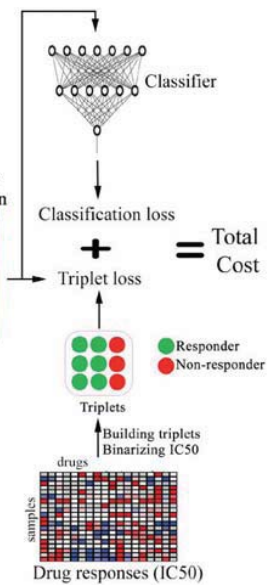 Classifier
n
Classification loss
+
= Total
Cost
Triplet loss
Responder
Non-responder
Triplets
Building triplets
Binarizing IC50
drugs
samples
Drug responses (IC50)